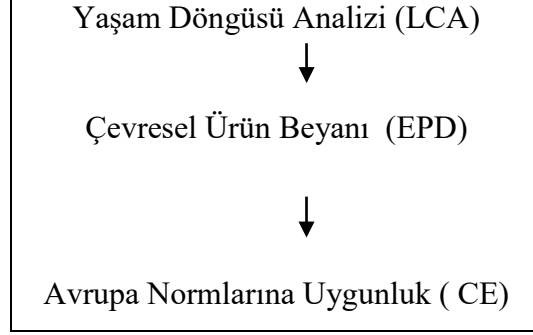 Yaşam Döngüsü Analizi (LCA)
Çevresel Ürün Beyanı (EPD)
Avrupa Normlarına Uygunluk ( CE)